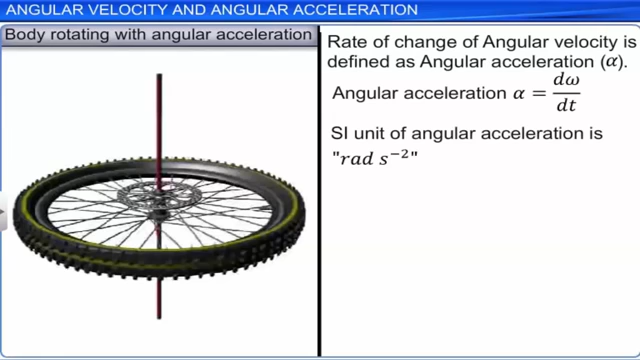 ANGULAR VELOCITY AND ANGULAR ACCELERATION
Body rotating with angular acceleration
Rate of change of Angular velocity is
defined as Angular acceleration (α).
Angular acceleration α = dω/dt
SI unit of angular acceleration is
"rad s⁻²"